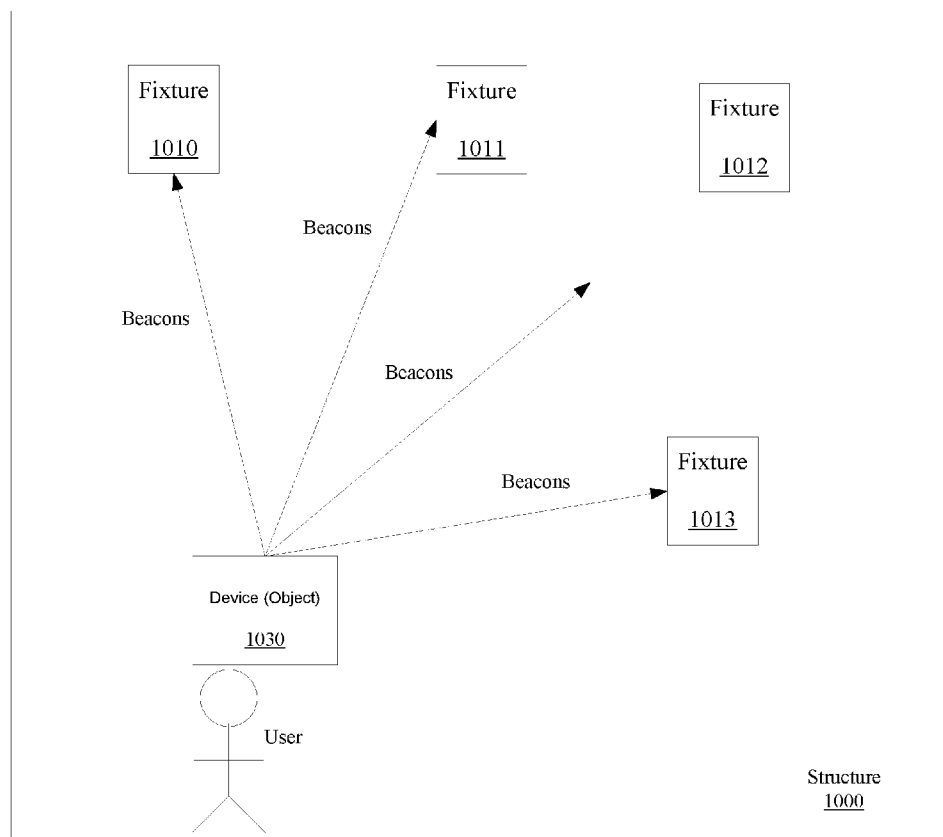 Fixture
1010
Fixture
1011
Fixture
1012
Beacons
Beacons
Beacons
Fixture
1013
Beacons
Device (Object)
1030
User
Structure
1000